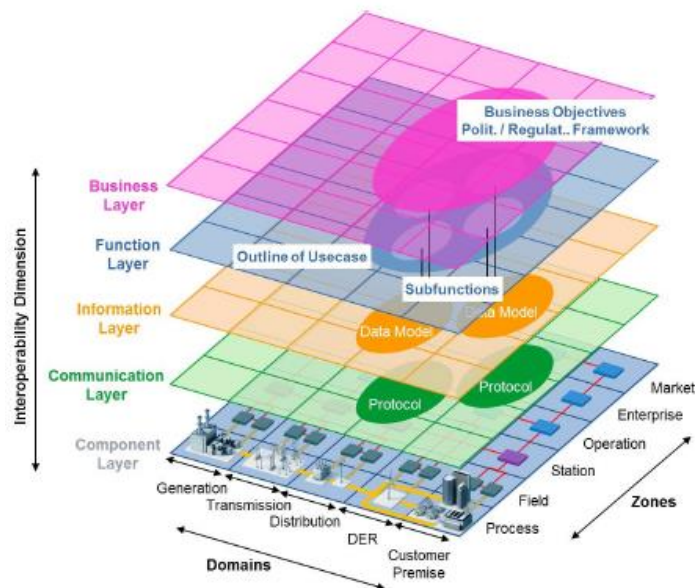 Business Objectives
Polit. / Regulat.. Framework
Business
Layer
Function
Layer
Outline of Usecase
Subfunctions
Information
Layer
Data Model
Data Model
Communication
Layer
Protocol
Protocol
Component
Layer
Interoperability Dimension
Generation
Transmission
Distribution
DER
Customer
Premise
Domains
Market
Enterprise
Operation
Station
Field
Process
Zones